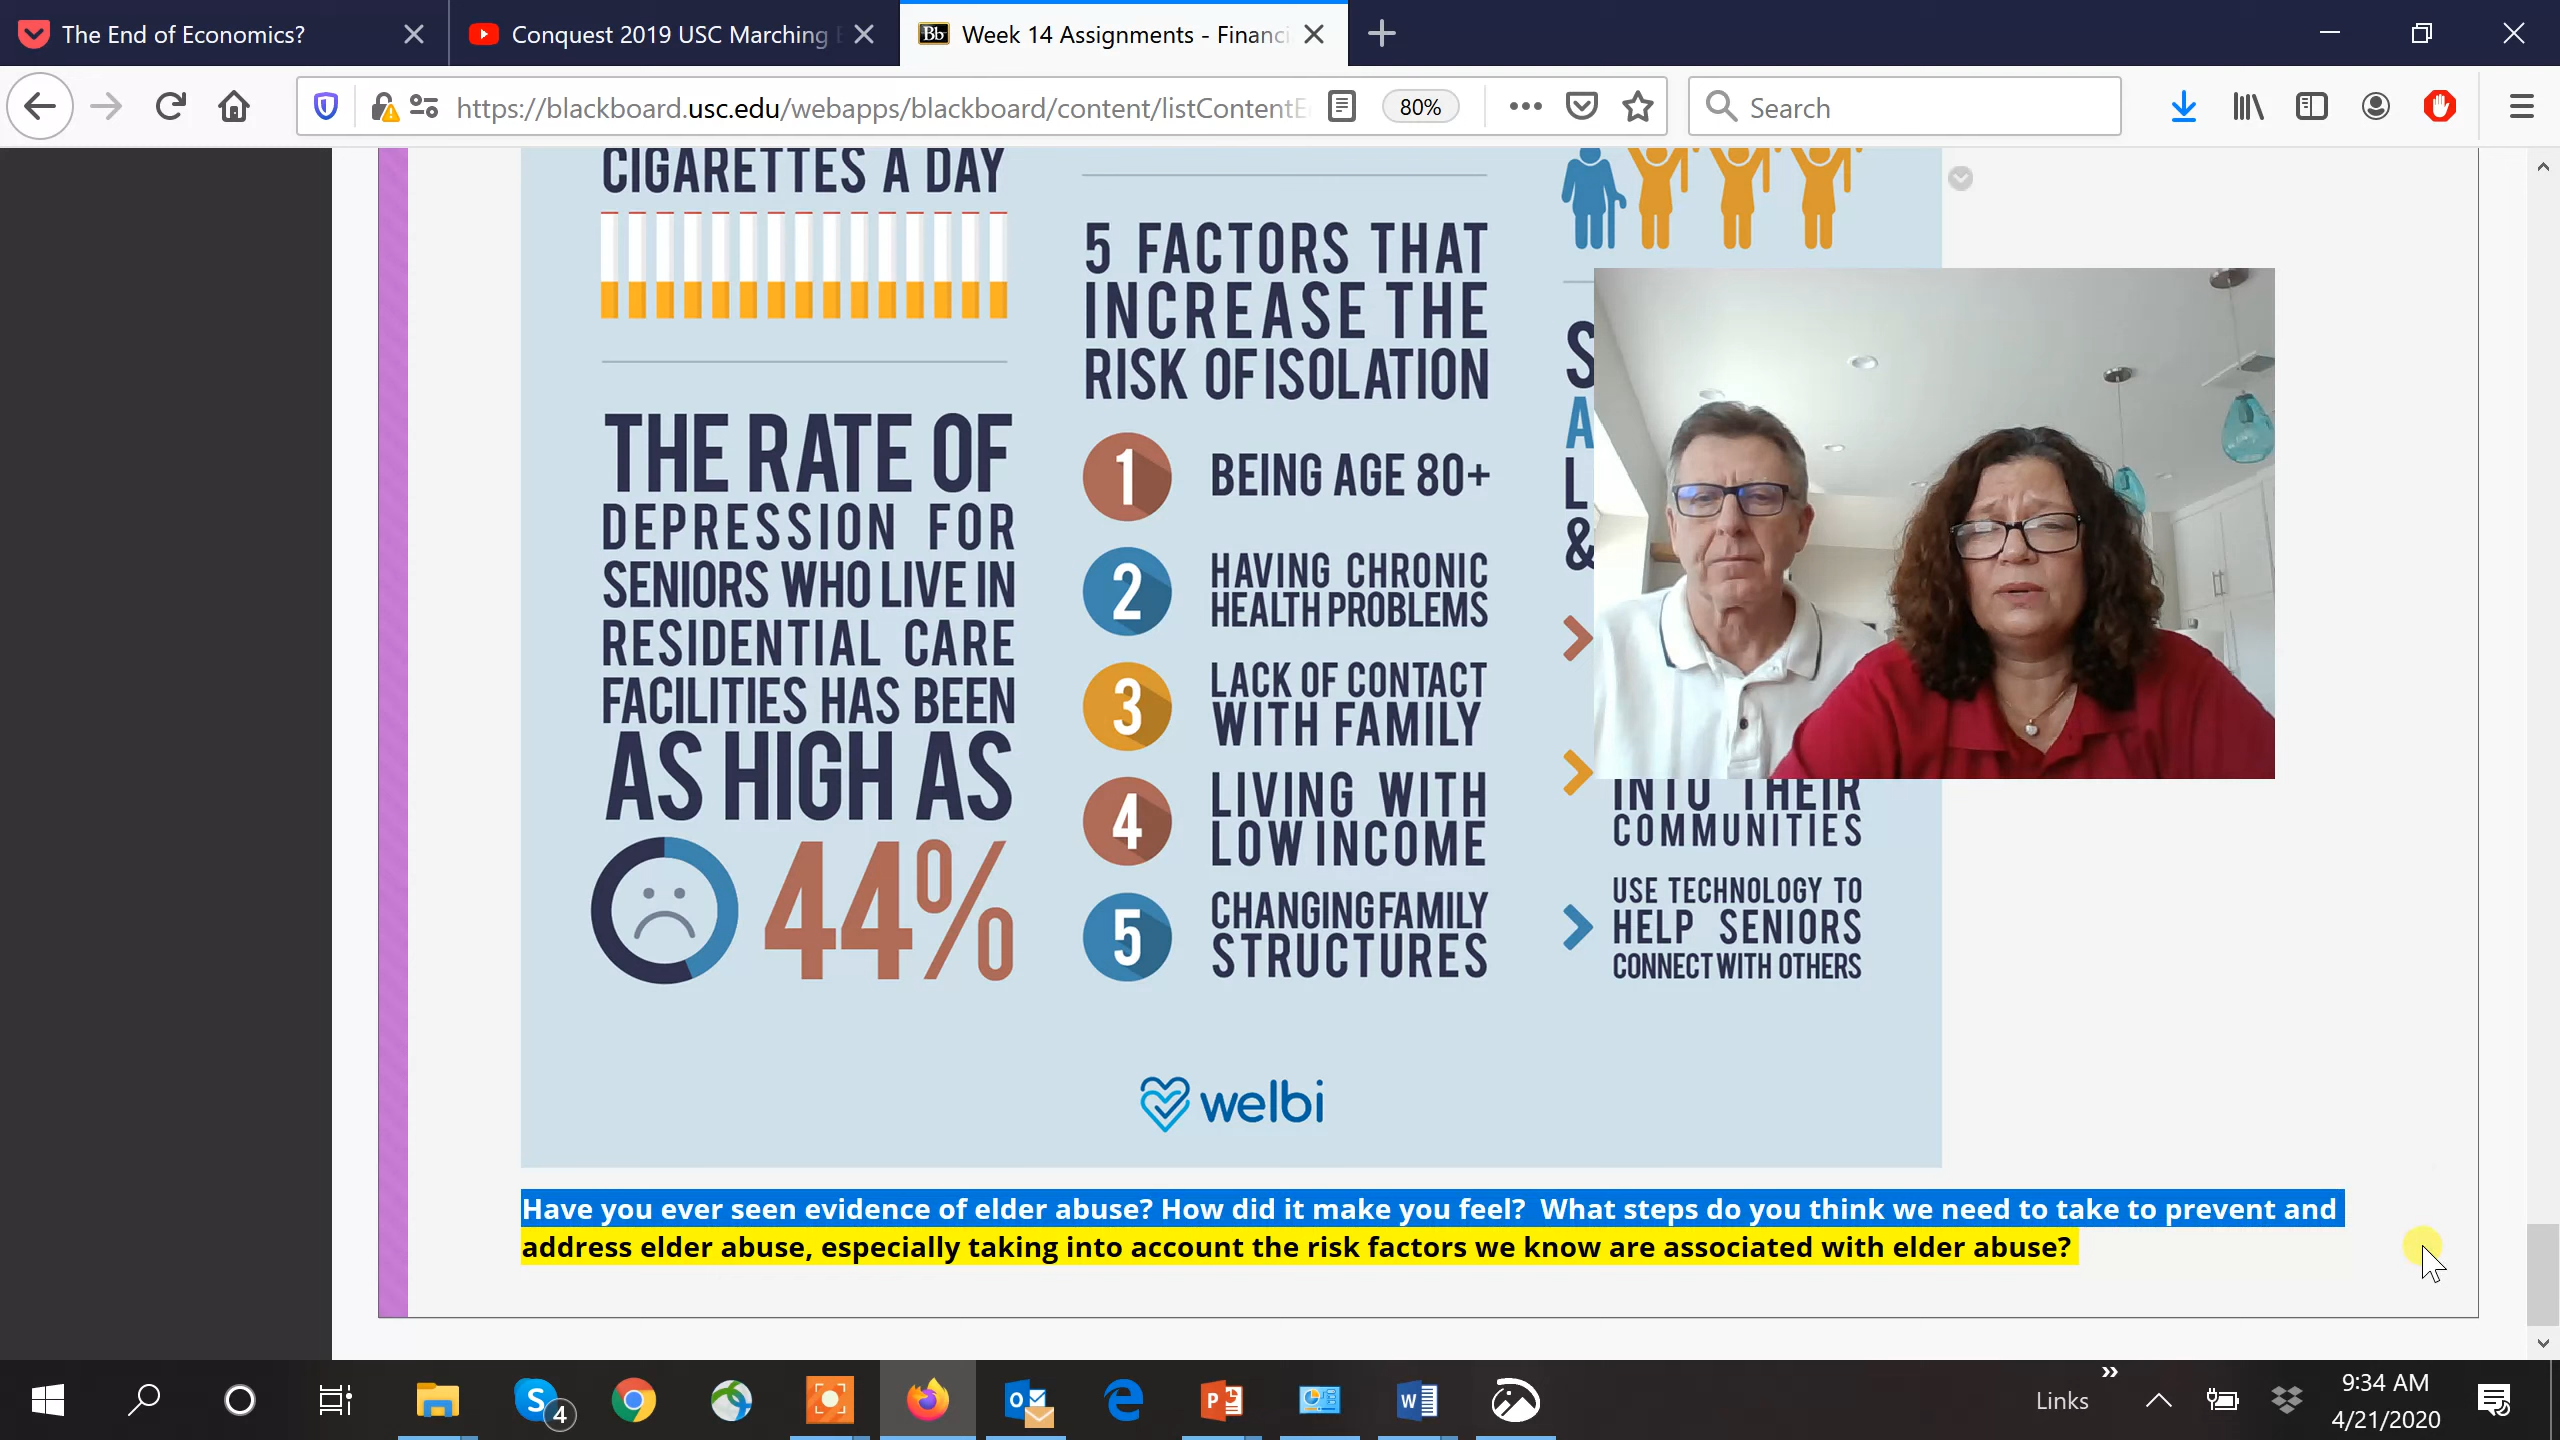 The End of Economics?
Conquest 2019 USC Marching
Week 14 Assignments - Financi
https://blackboard.usc.edu/webapps/blackboard/content/listContentE
80%
Search
CIGARETTES A DAY
THE RATE OF
DEPRESSION FOR
SENIORS WHO LIVE IN
RESIDENTIAL CARE
FACILITIES HAS BEEN
AS HIGH AS
44%
5 FACTORS THAT
INCREASE THE
RISK OF ISOLATION
1 BEING AGE 80+
2 HAVING CHRONIC
HEALTH PROBLEMS
3 LACK OF CONTACT
WITH FAMILY
4 LIVING WITH
LOW INCOME
5 CHANGING FAMILY
STRUCTURES
S
A
L
&
INTO THEIR
COMMUNITIES
USE TECHNOLOGY TO
HELP SENIORS
CONNECT WITH OTHERS
welbi
Have you ever seen evidence of elder abuse? How did it make you feel?  What steps do you think we need to take to prevent and
address elder abuse, especially taking into account the risk factors we know are associated with elder abuse?
4
Links
9:34 AM
4/21/2020